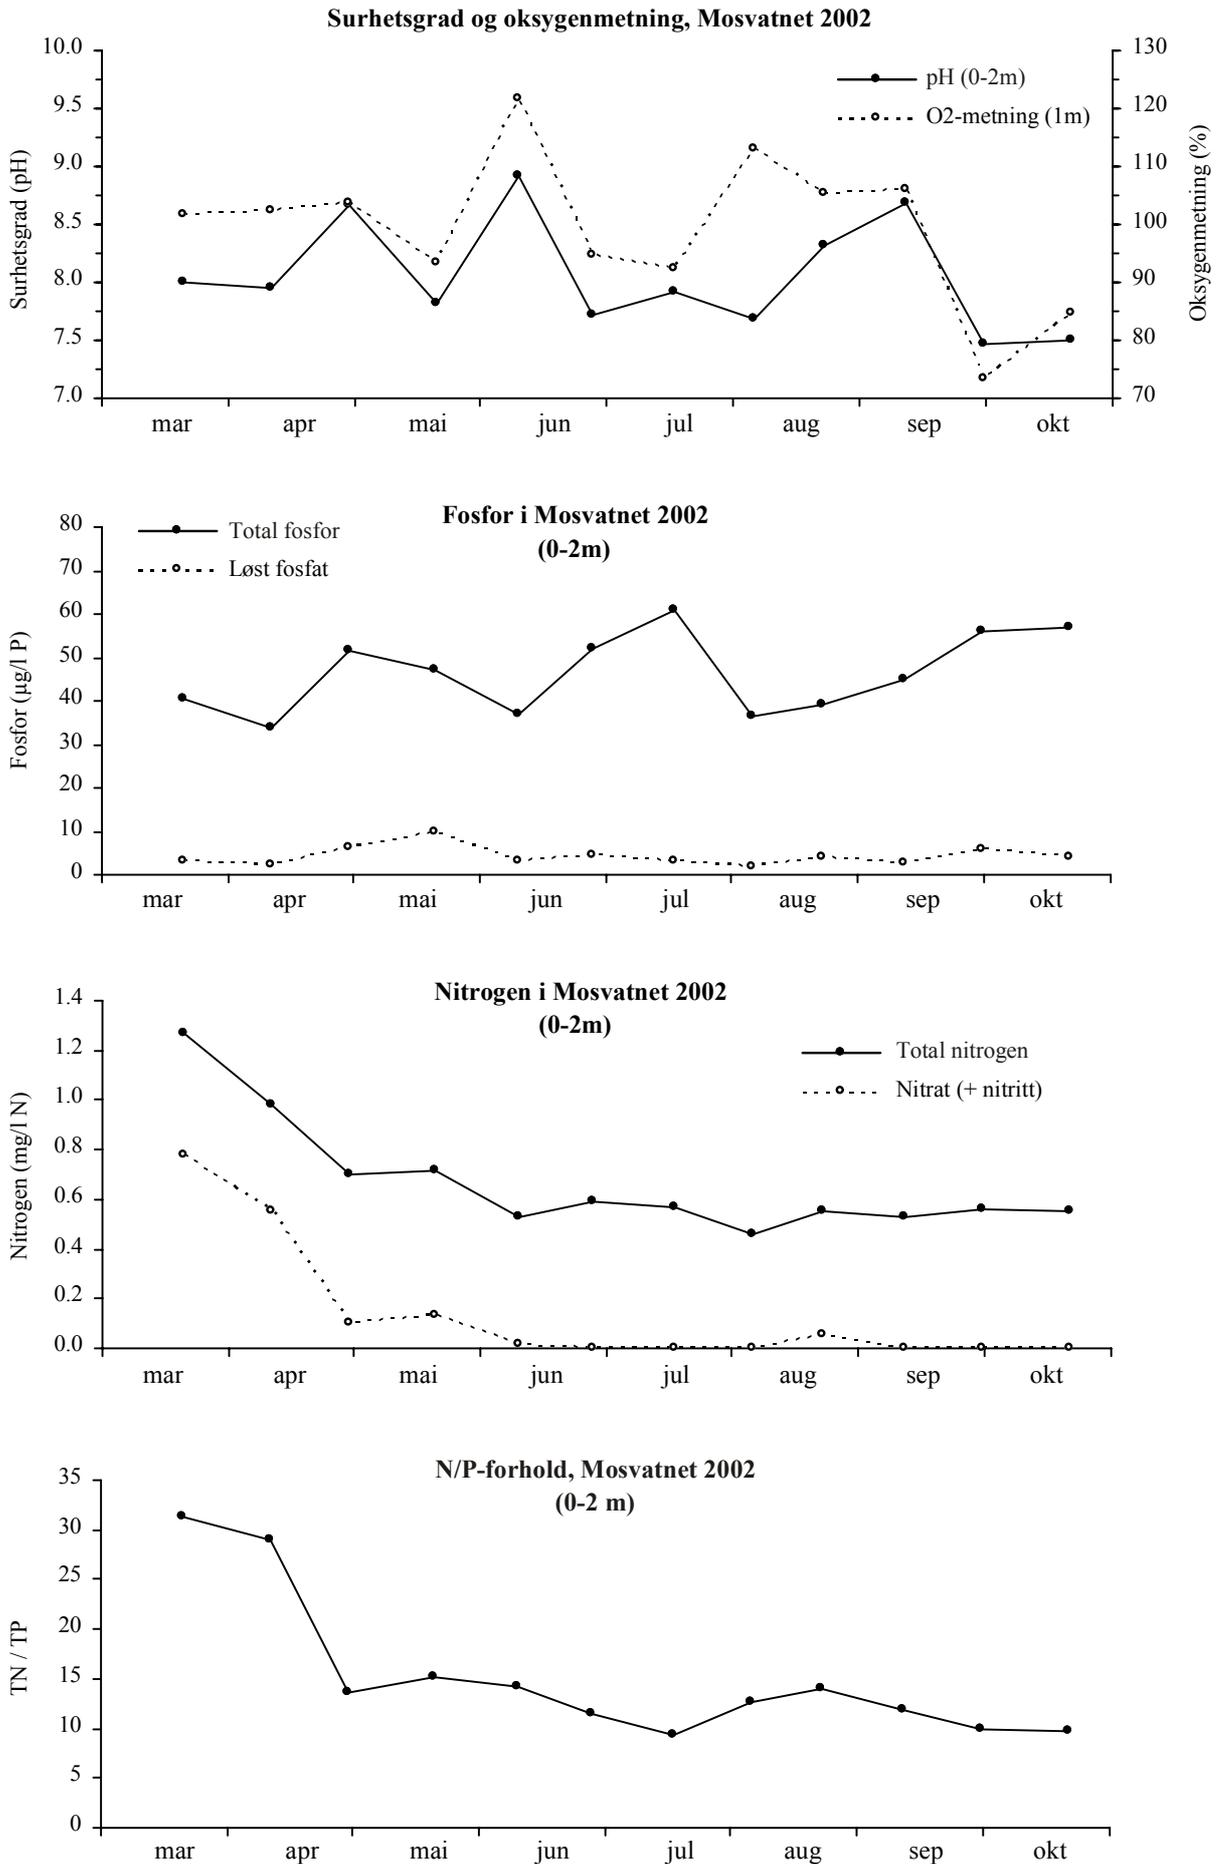 Surhetsgrad og oksygenmetning, Mosvatnet 2002
10.0
9.5
9.0
8.5
8.0
7.5
7.0
Surhetsgrad (pH)
130
120
110
100
90
80
70
Oksygenmetning (%)
pH (0-2m)
O2-metning (1m)
mar apr mai jun jul aug sep okt
Fosfor i Mosvatnet 2002
(0-2m)
Total fosfor
Løst fosfat
80
70
60
50
40
30
20
10
0
Fosfor (µg/l P)
mar apr mai jun jul aug sep okt
Nitrogen i Mosvatnet 2002
(0-2m)
Total nitrogen
Nitrat (+ nitritt)
1.4
1.2
1.0
0.8
0.6
0.4
0.2
0.0
Nitrogen (mg/l N)
mar apr mai jun jul aug sep okt
N/P-forhold, Mosvatnet 2002
(0-2 m)
35
30
25
20
15
10
5
0
TN / TP
mar apr mai jun jul aug sep okt